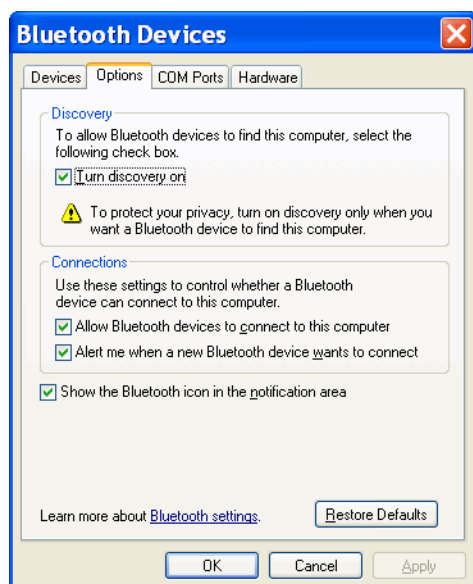 Bluetooth Devices
Devices Options COM Ports Hardware
Discovery
To allow Bluetooth devices to find this computer, select the
following check box.
Turn discovery on
To protect your privacy, turn on discovery only when you
want a Bluetooth device to find this computer.
Connections
Use these settings to control whether a Bluetooth
device can connect to this computer.
Allow Bluetooth devices to connect to this computer
Alert me when a new Bluetooth device wants to connect
Show the Bluetooth icon in the notification area
Learn more about Bluetooth settings. Restore Defaults
OK Cancel Apply